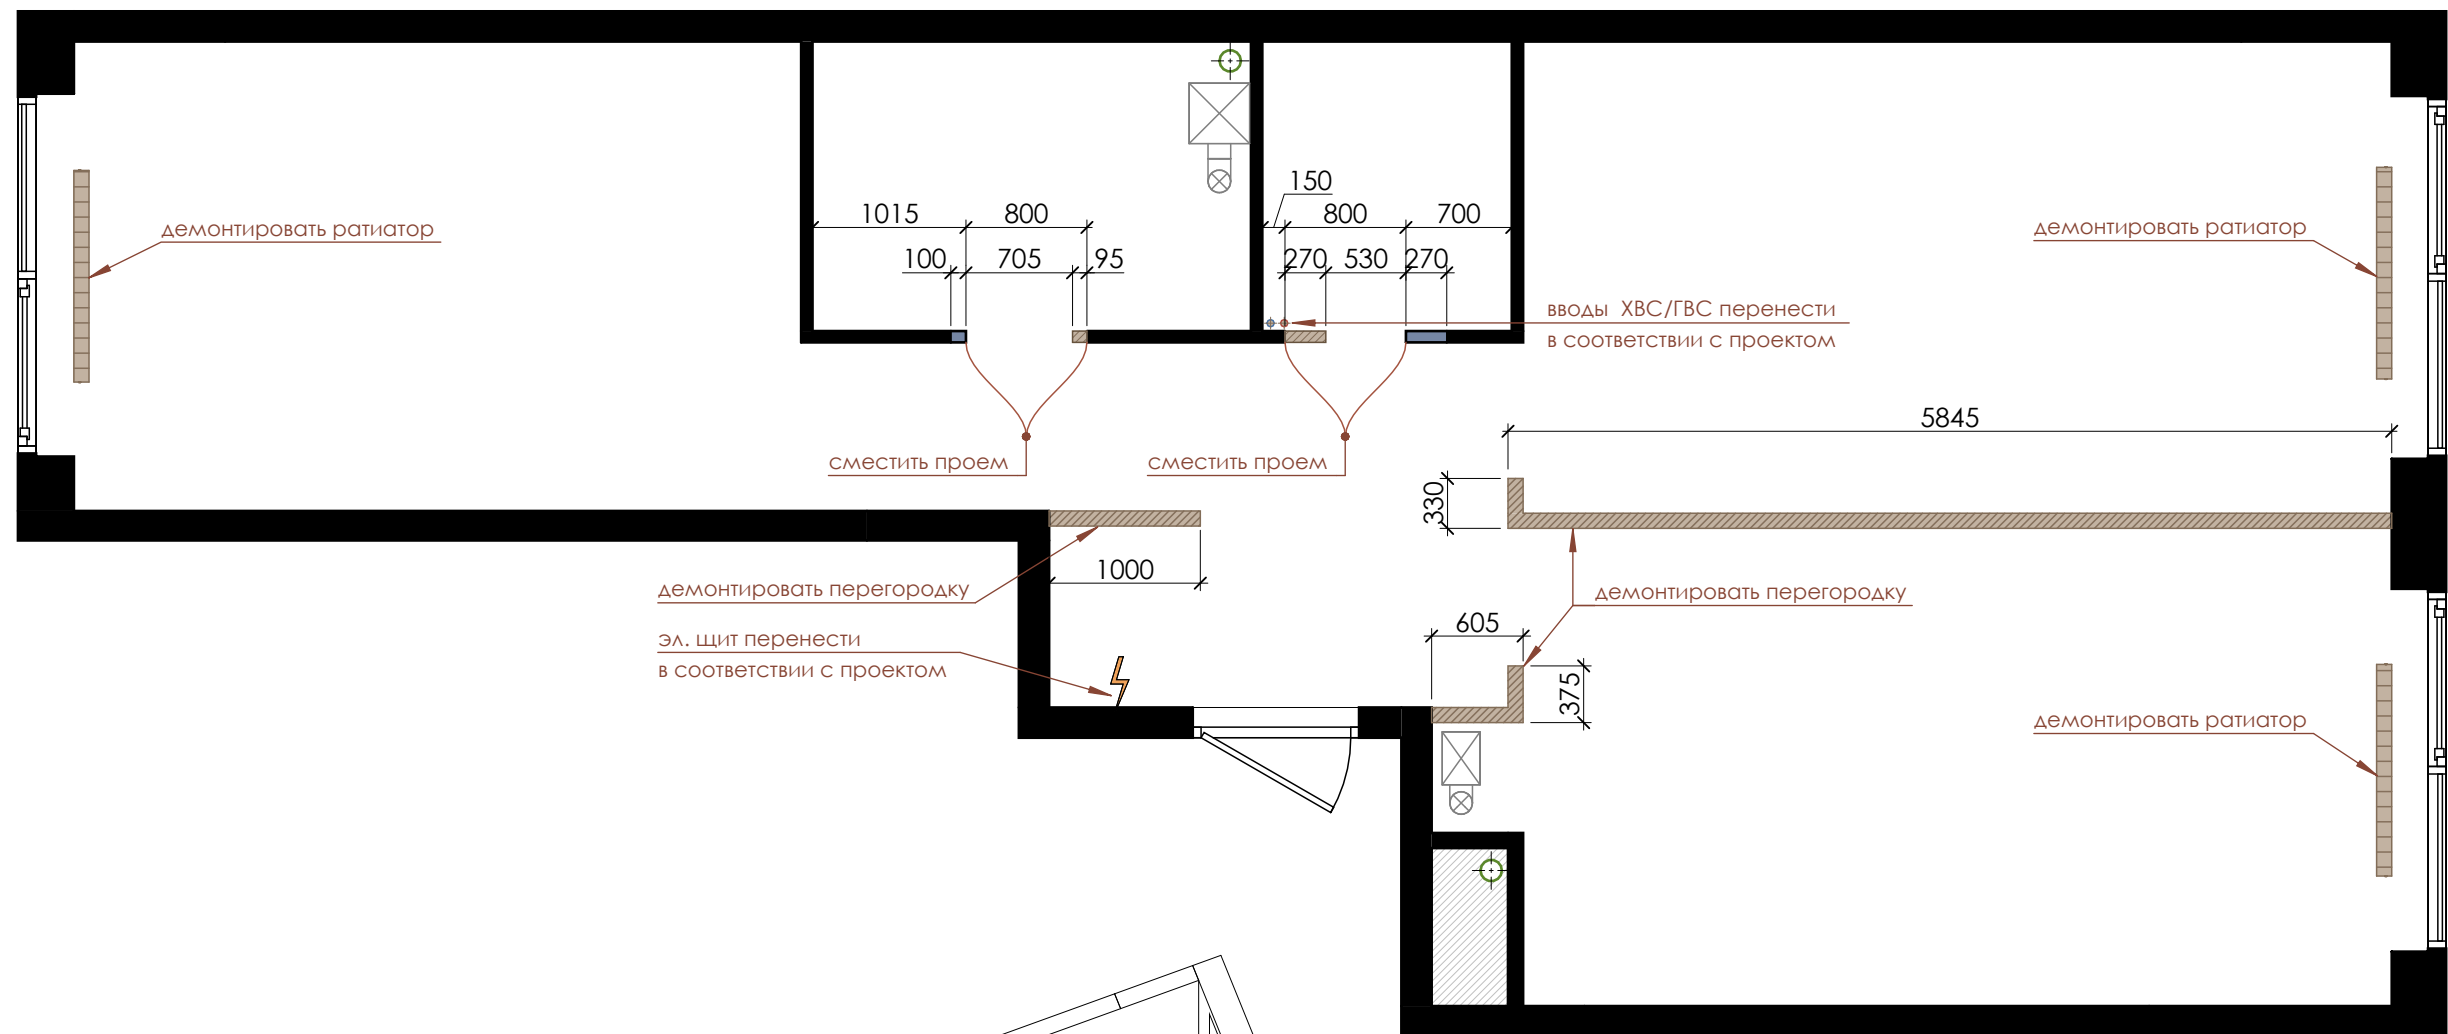 150
1015
800
800
700
демонтировать ратиатор
демонтировать ратиатор
100
705
95
270
530
270
вводы ХВС/ГВС перенести
в соответствии с проектом
5845
сместить проем
сместить проем
330
1000
демонтировать перегородку
демонтировать перегородку
605
эл. щит перенести
в соответствии с проектом
375
демонтировать ратиатор